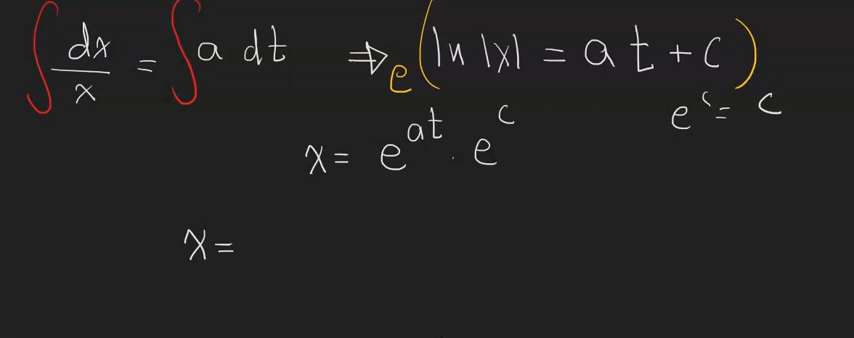 ∫ dx/x = ∫ a dt ⇒ e^(ln |x| = at + c)
e^c = c
x = e^at · e^c
x =